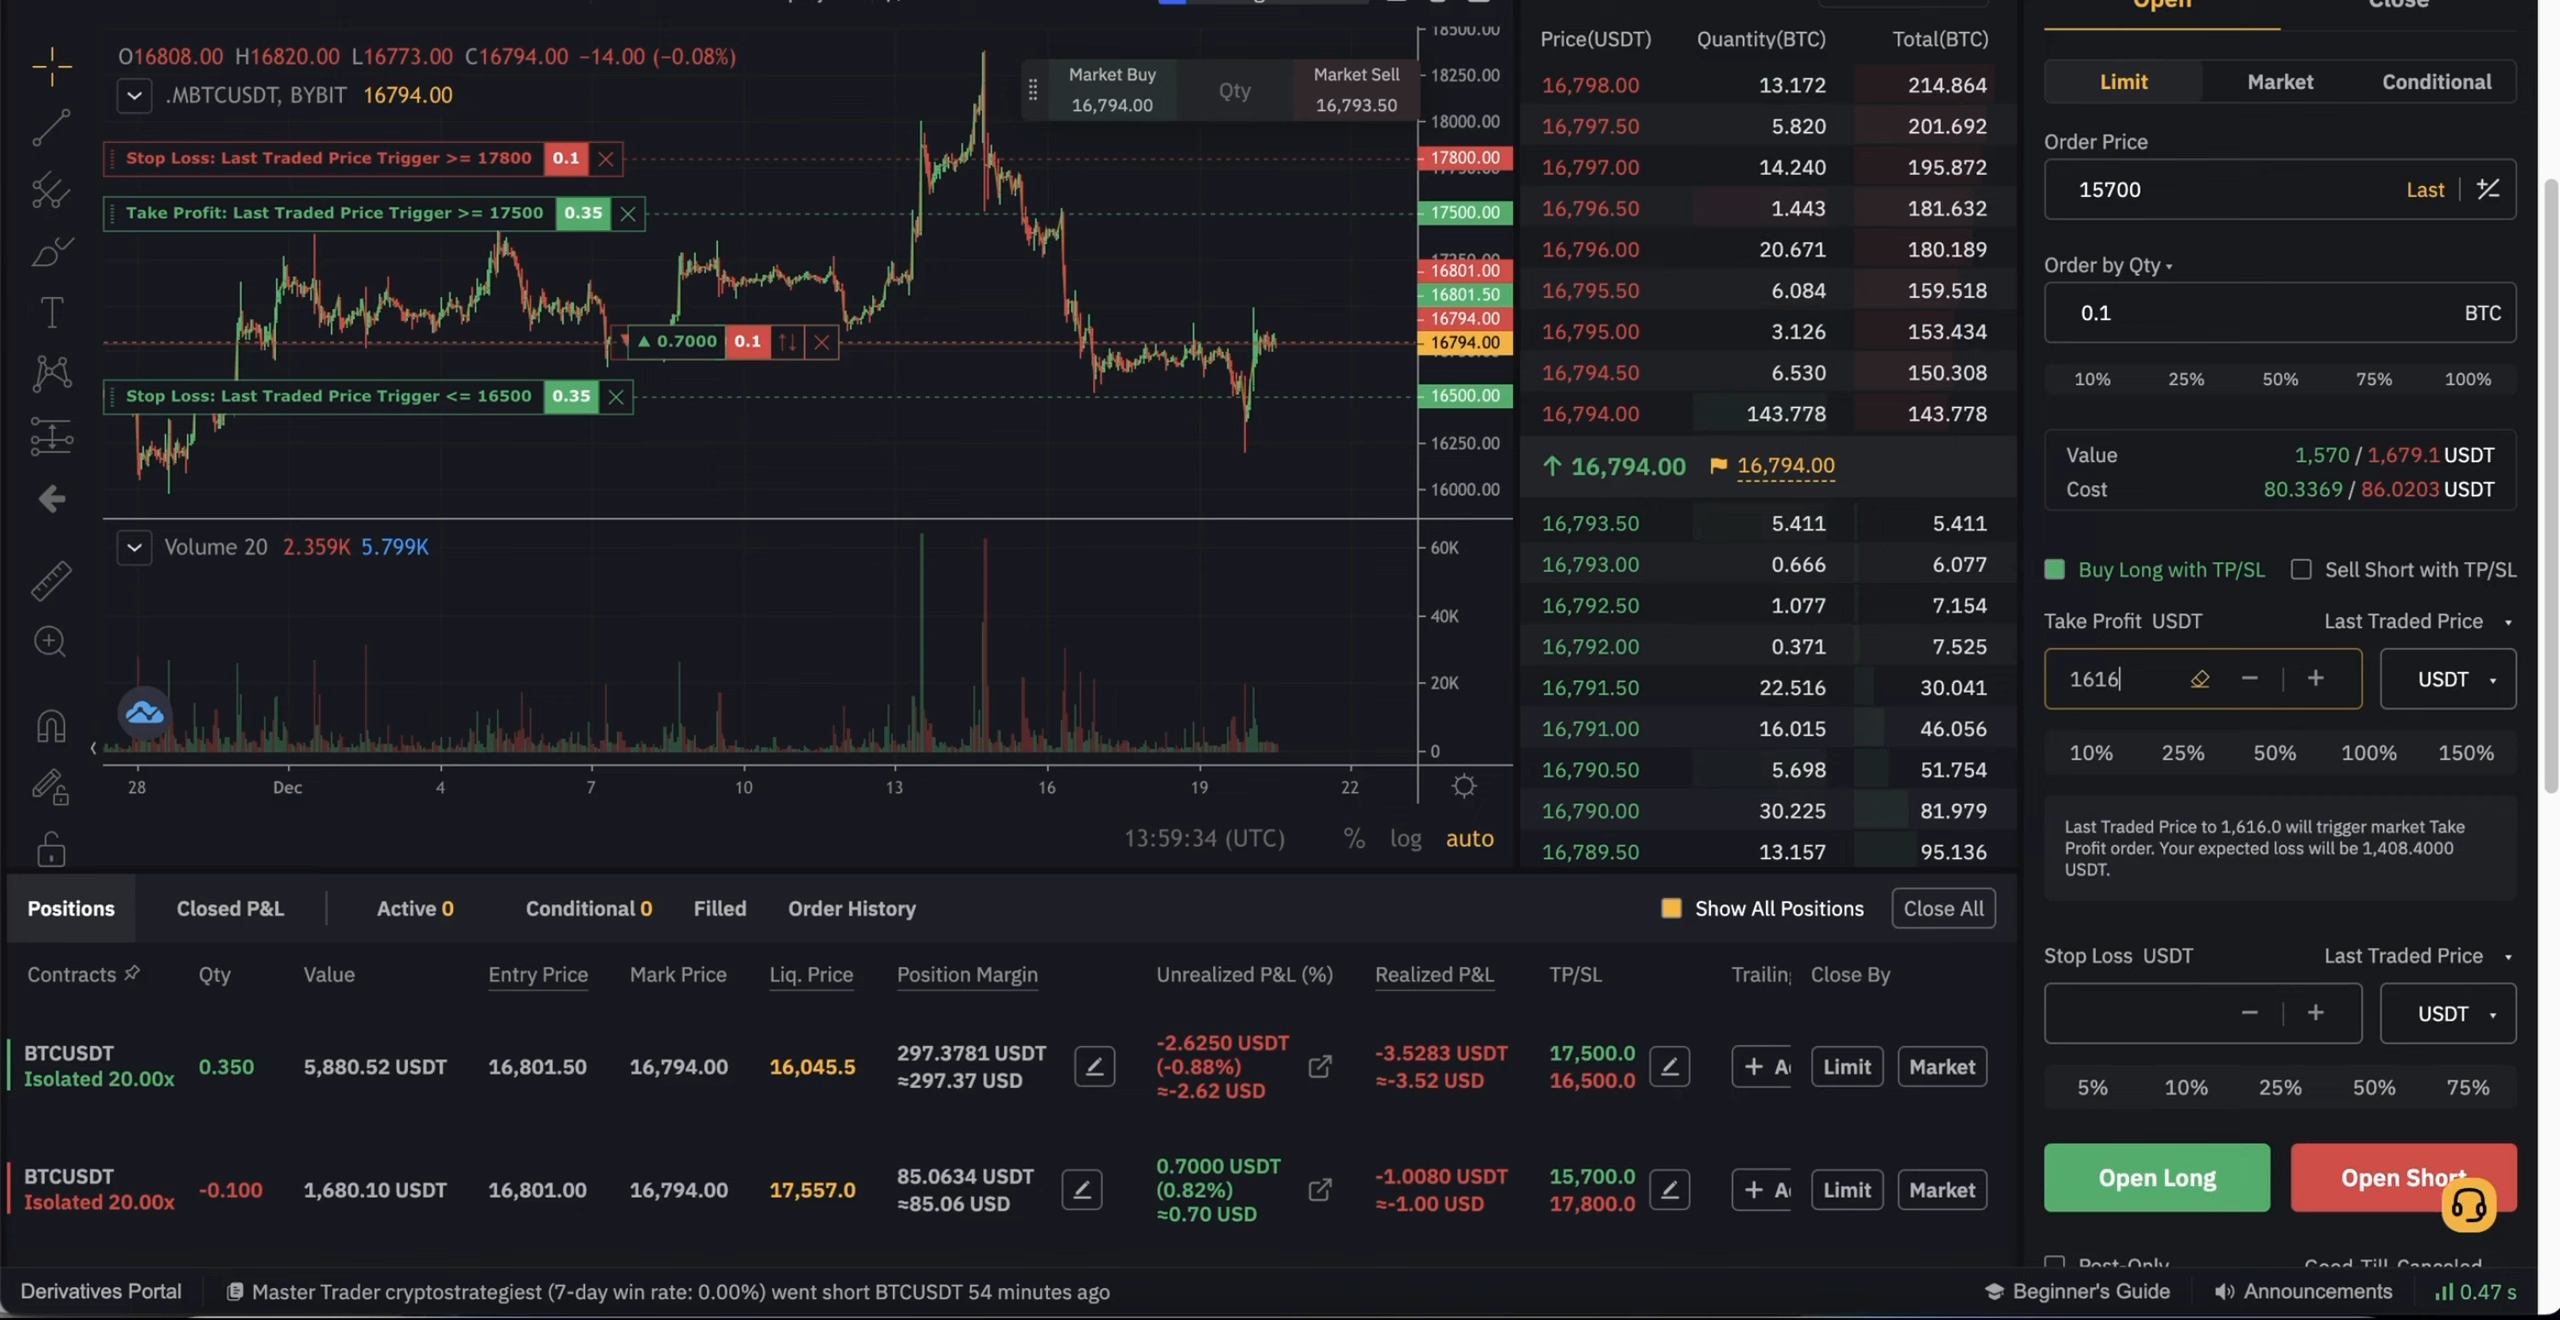 O16808.00 H16820.00 L16773.00 C16794.00 −14.00 (−0.08%)
.MBTCUSDT, BYBIT 16794.00
Market Buy
16,794.00
Qty
Market Sell
16,793.50
Stop Loss: Last Traded Price Trigger >= 17800 0.1
Take Profit: Last Traded Price Trigger >= 17500 0.35
▲ 0.7000 0.1
Stop Loss: Last Traded Price Trigger <= 16500 0.35
18500.00
18250.00
18000.00
17800.00
17500.00
16801.00
16801.50
16794.00
16794.00
16500.00
16250.00
16000.00
Volume 20 2.359K 5.799K
60K
40K
20K
0
28 Dec 4 7 10 13 16 19 22
13:59:34 (UTC) % log auto
Price(USDT) Quantity(BTC) Total(BTC)
16,798.00 13.172 214.864
16,797.50 5.820 201.692
16,797.00 14.240 195.872
16,796.50 1.443 181.632
16,796.00 20.671 180.189
16,795.50 6.084 159.518
16,795.00 3.126 153.434
16,794.50 6.530 150.308
16,794.00 143.778 143.778
↑ 16,794.00 16,794.00
16,793.50 5.411 5.411
16,793.00 0.666 6.077
16,792.50 1.077 7.154
16,792.00 0.371 7.525
16,791.50 22.516 30.041
16,791.00 16.015 46.056
16,790.50 5.698 51.754
16,790.00 30.225 81.979
16,789.50 13.157 95.136
Open Close
Limit Market Conditional
Order Price
15700 Last
Order by Qty
0.1 BTC
10% 25% 50% 75% 100%
Value 1,570 / 1,679.1 USDT
Cost 80.3369 / 86.0203 USDT
Buy Long with TP/SL Sell Short with TP/SL
Take Profit USDT Last Traded Price
1616 − + USDT
10% 25% 50% 100% 150%
Last Traded Price to 1,616.0 will trigger market Take
Profit order. Your expected loss will be 1,408.4000
USDT.
Stop Loss USDT Last Traded Price
− + USDT
5% 10% 25% 50% 75%
Open Long Open Short
Post-Only Good-Till-Canceled
Positions Closed P&L Active 0 Conditional 0 Filled Order History Show All Positions Close All
Contracts Qty Value Entry Price Mark Price Liq. Price Position Margin Unrealized P&L (%) Realized P&L TP/SL Trailin Close By
BTCUSDT
Isolated 20.00x
0.350 5,880.52 USDT 16,801.50 16,794.00 16,045.5
297.3781 USDT
≈297.37 USD
-2.6250 USDT
(-0.88%)
≈-2.62 USD
-3.5283 USDT
≈-3.52 USD
17,500.0
16,500.0
+ A Limit Market
BTCUSDT
Isolated 20.00x
-0.100 1,680.10 USDT 16,801.00 16,794.00 17,557.0
85.0634 USDT
≈85.06 USD
0.7000 USDT
(0.82%)
≈0.70 USD
-1.0080 USDT
≈-1.00 USD
15,700.0
17,800.0
+ A Limit Market
Derivatives Portal Master Trader cryptostrategiest (7-day win rate: 0.00%) went short BTCUSDT 54 minutes ago Beginner's Guide Announcements 0.47 s